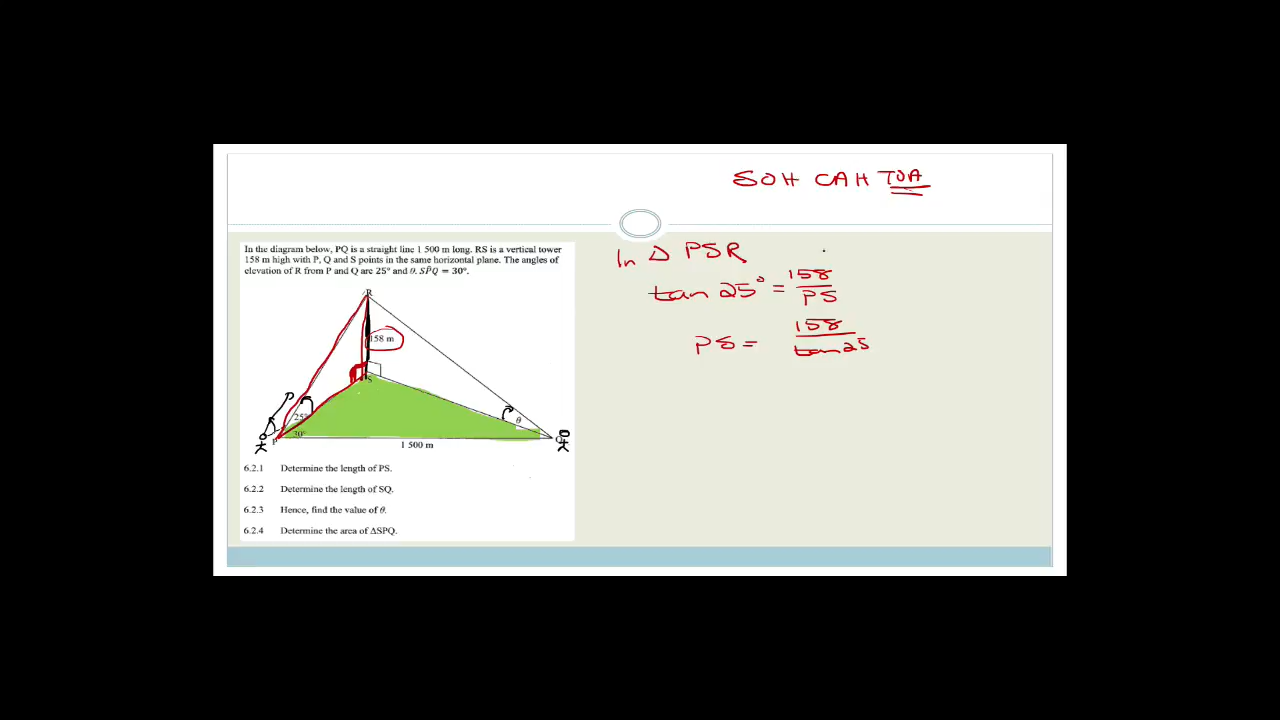 SOH CAH TOA
In the diagram below, PQ is a straight line 1 500 m long. RS is a vertical tower
158 m high with P, Q and S points in the same horizontal plane. The angles of
elevation of R from P and Q are 25° and θ. SP̂Q = 30°.
R
158 m
S
P
25°
θ
P
30°
Q
1 500 m
6.2.1 Determine the length of PS.
6.2.2 Determine the length of SQ.
6.2.3 Hence, find the value of θ.
6.2.4 Determine the area of ΔSPQ.
In Δ PSR
tan 25° = 158/PS
PS = 158/tan 25